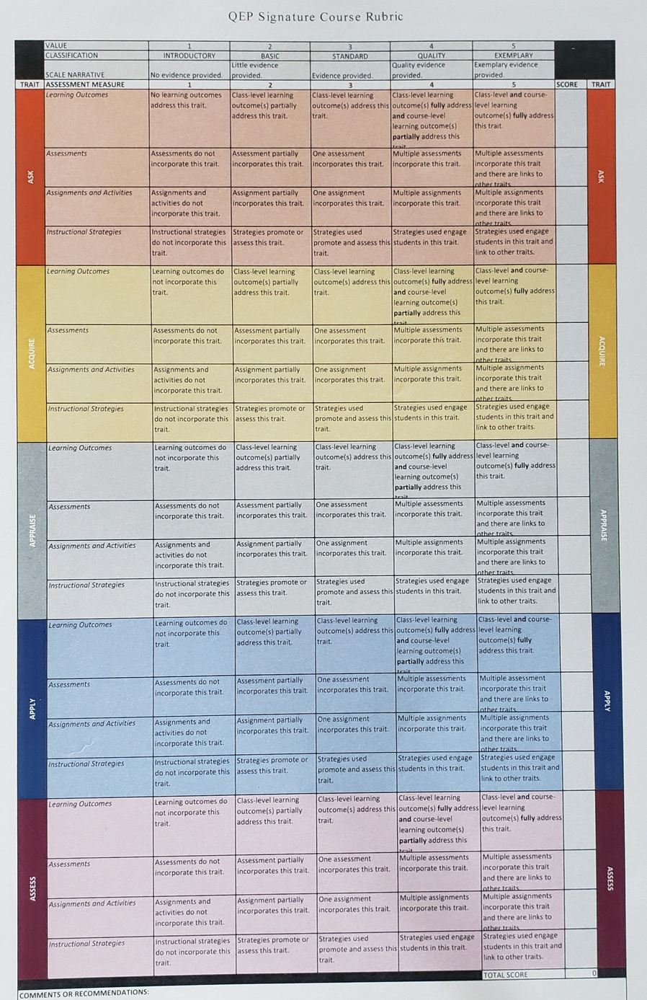 QEP Signature Course Rubric
VALUE 1 2 3 4 5
CLASSIFICATION INTRODUCTORY BASIC STANDARD QUALITY EXEMPLARY
SCALE NARRATIVE No evidence provided. Little evidence provided. Evidence provided. Quality evidence provided. Exemplary evidence provided.
TRAIT ASSESSMENT MEASURE 1 2 3 4 5 SCORE TRAIT
ASK
Learning Outcomes No learning outcomes address this trait. Class-level learning outcome(s) partially address this trait. Class-level learning outcome(s) address this trait. Class-level learning outcome(s) fully address and course-level learning outcome(s) partially address this trait. Class-level and course-level learning outcome(s) fully address this trait.
Assessments Assessments do not incorporate this trait. Assessment partially incorporates this trait. One assessment incorporates this trait. Multiple assessments incorporate this trait. Multiple assessments incorporate this trait and there are links to other traits
Assignments and Activities Assignments and activities do not incorporate this trait. Assignment partially incorporates this trait. One assignment incorporates this trait. Multiple assignments incorporate this trait. Multiple assignments incorporate this trait and there are links to other traits
Instructional Strategies Instructional strategies do not incorporate this trait. Strategies promote or assess this trait. Strategies used promote and assess this trait. Strategies used engage students in this trait. Strategies used engage students in this trait and link to other traits.
ASK
ACQUIRE
Learning Outcomes Learning outcomes do not incorporate this trait. Class-level learning outcome(s) partially address this trait. Class-level learning outcome(s) address this trait. Class-level learning outcome(s) fully address and course-level learning outcome(s) partially address this trait. Class-level and course-level learning outcome(s) fully address this trait.
Assessments Assessments do not incorporate this trait. Assessment partially incorporates this trait. One assessment incorporates this trait. Multiple assessments incorporate this trait. Multiple assessments incorporate this trait and there are links to other traits
Assignments and Activities Assignments and activities do not incorporate this trait. Assignment partially incorporates this trait. One assignment incorporates this trait. Multiple assignments incorporate this trait. Multiple assignments incorporate this trait and there are links to other traits
Instructional Strategies Instructional strategies do not incorporate this trait. Strategies promote or assess this trait. Strategies used promote and assess this trait. Strategies used engage students in this trait. Strategies used engage students in this trait and link to other traits.
ACQUIRE
APPRAISE
Learning Outcomes Learning outcomes do not incorporate this trait. Class-level learning outcome(s) partially address this trait. Class-level learning outcome(s) address this trait. Class-level learning outcome(s) fully address and course-level learning outcome(s) partially address this trait. Class-level and course-level learning outcome(s) fully address this trait.
Assessments Assessments do not incorporate this trait. Assessment partially incorporates this trait. One assessment incorporates this trait. Multiple assessments incorporate this trait. Multiple assessments incorporate this trait and there are links to other traits
Assignments and Activities Assignments and activities do not incorporate this trait. Assignment partially incorporates this trait. One assignment incorporates this trait. Multiple assignments incorporate this trait. Multiple assignments incorporate this trait and there are links to other traits
Instructional Strategies Instructional strategies do not incorporate this trait. Strategies promote or assess this trait. Strategies used promote and assess this trait. Strategies used engage students in this trait. Strategies used engage students in this trait and link to other traits.
APPRAISE
APPLY
Learning Outcomes Learning outcomes do not incorporate this trait. Class-level learning outcome(s) partially address this trait. Class-level learning outcome(s) address this trait. Class-level learning outcome(s) fully address and course-level learning outcome(s) partially address this trait. Class-level and course-level learning outcome(s) fully address this trait.
Assessments Assessments do not incorporate this trait. Assessment partially incorporates this trait. One assessment incorporates this trait. Multiple assessments incorporate this trait. Multiple assessment incorporate this trait and there are links to other traits
Assignments and Activities Assignments and activities do not incorporate this trait. Assignment partially incorporates this trait. One assignment incorporates this trait. Multiple assignments incorporate this trait. Multiple assignments incorporate this trait and there are links to other traits
Instructional Strategies Instructional strategies do not incorporate this trait. Strategies promote or assess this trait. Strategies used promote and assess this trait. Strategies used engage students in this trait. Strategies used engage students in this trait and link to other traits.
APPLY
ASSESS
Learning Outcomes Learning outcomes do not incorporate this trait. Class-level learning outcome(s) partially address this trait. Class-level learning outcome(s) address this trait. Class-level learning outcome(s) fully address and course-level learning outcome(s) partially address this trait. Class-level and course-level learning outcome(s) fully address this trait.
Assessments Assessments do not incorporate this trait. Assessment partially incorporates this trait. One assessment incorporates this trait. Multiple assessments incorporate this trait. Multiple assessments incorporate this trait and there are links to other traits
Assignments and Activities Assignments and activities do not incorporate this trait. Assignment partially incorporates this trait. One assignment incorporates this trait. Multiple assignments incorporate this trait. Multiple assignments incorporate this trait and there are links to other traits
Instructional Strategies Instructional strategies do not incorporate this trait. Strategies promote or assess this trait. Strategies used promote and assess this trait. Strategies used engage students in this trait. Strategies used engage students in this trait and link to other traits.
ASSESS
TOTAL SCORE 0
COMMENTS OR RECOMMENDATIONS: